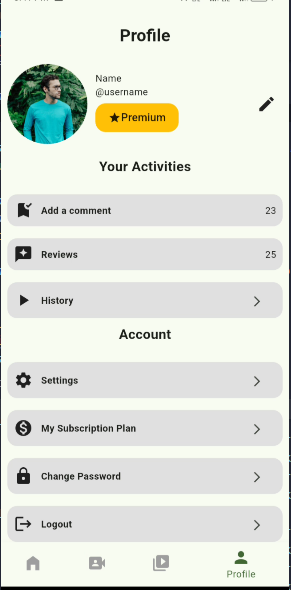 Profile
Name
@username
Premium
Your Activities
Add a comment 23
Reviews 25
History
Account
Settings
My Subscription Plan
Change Password
Logout
Profile